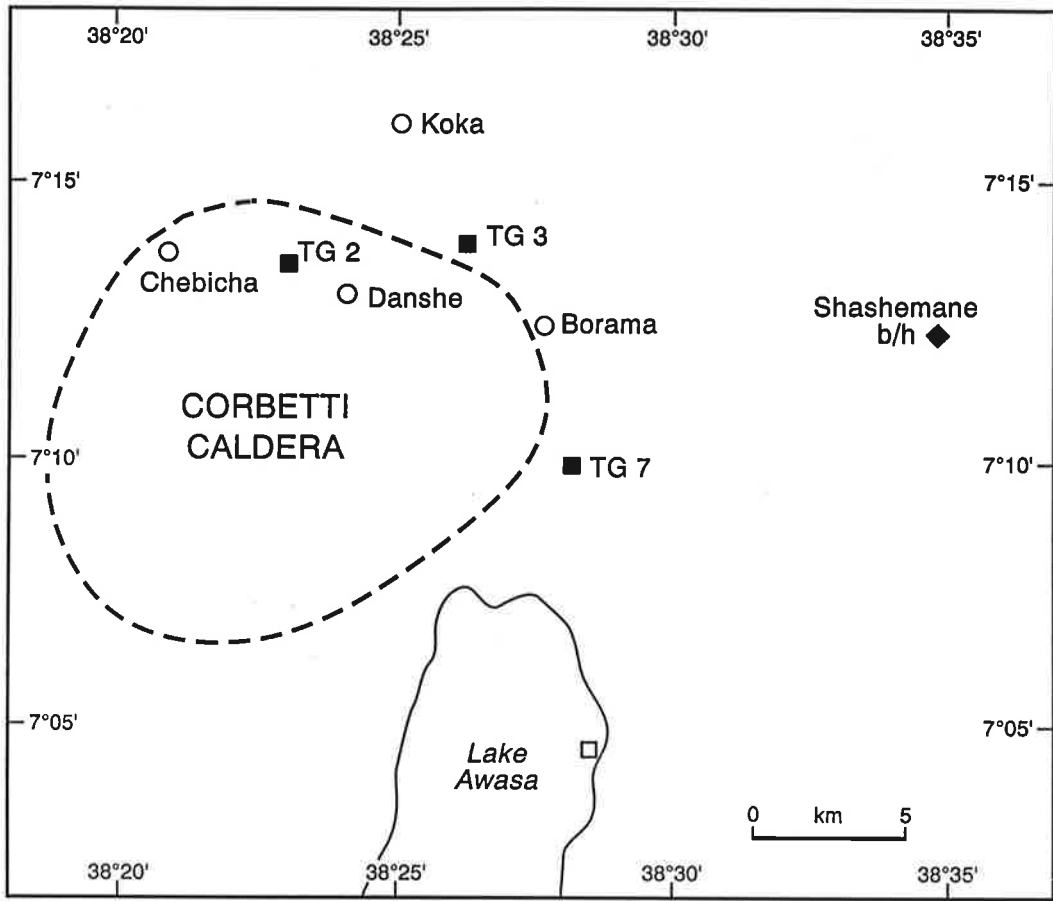 38°20'
38°25'
38°30'
38°35'
Koka
7°15'
7°15'
TG 3
TG 2
Chebicha
Danshe
Borama
Shashemane
b/h
CORBETTI
CALDERA
7°10'
7°10'
TG 7
7°05'
7°05'
Lake
Awasa
0 km 5
38°20'
38°25'
38°30'
38°35'